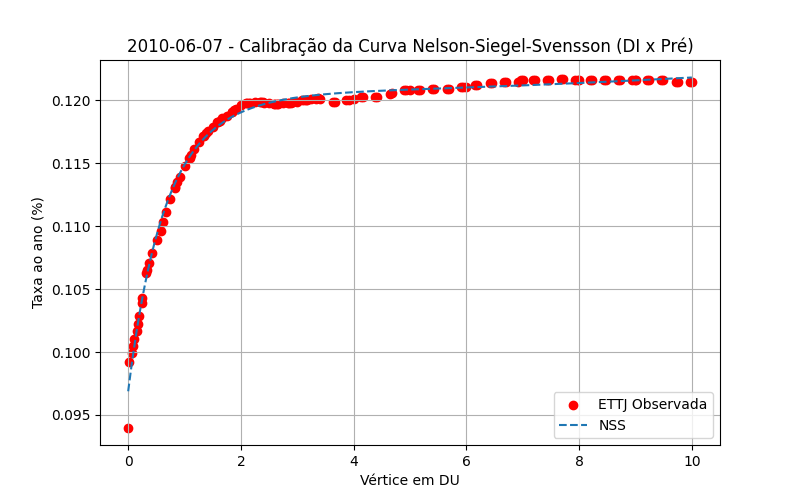 2010-06-07 - Calibração da Curva Nelson-Siegel-Svensson (DI x Pré)
Taxa ao ano (%)
0.120
0.115
0.110
0.105
0.100
0.095
0 2 4 6 8 10
Vértice em DU
ETTJ Observada
NSS